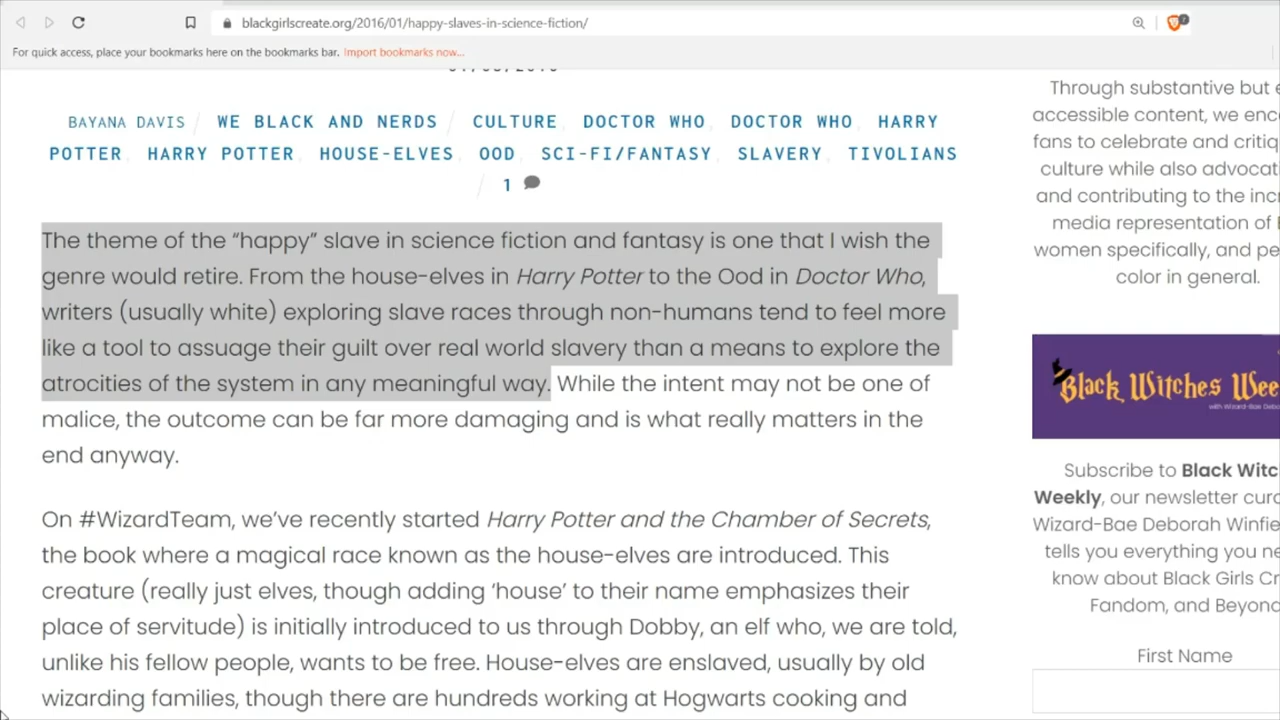 blackgirlscreate.org/2016/01/happy-slaves-in-science-fiction/
For quick access, place your bookmarks here on the bookmarks bar. Import bookmarks now...
BAYANA DAVIS / WE BLACK AND NERDS / CULTURE, DOCTOR WHO, DOCTOR WHO, HARRY
POTTER, HARRY POTTER, HOUSE-ELVES, OOD, SCI-FI/FANTASY, SLAVERY, TIVOLIANS
/ 1
The theme of the “happy” slave in science fiction and fantasy is one that I wish the
genre would retire. From the house-elves in Harry Potter to the Ood in Doctor Who,
writers (usually white) exploring slave races through non-humans tend to feel more
like a tool to assuage their guilt over real world slavery than a means to explore the
atrocities of the system in any meaningful way. While the intent may not be one of
malice, the outcome can be far more damaging and is what really matters in the
end anyway.
On #WizardTeam, we’ve recently started Harry Potter and the Chamber of Secrets,
the book where a magical race known as the house-elves are introduced. This
creature (really just elves, though adding ‘house’ to their name emphasizes their
place of servitude) is initially introduced to us through Dobby, an elf who, we are told,
unlike his fellow people, wants to be free. House-elves are enslaved, usually by old
wizarding families, though there are hundreds working at Hogwarts cooking and
Through substantive but
accessible content, we
fans to celebrate and
culture while also
and contributing to the
media representation of
women specifically, and
color in general.
Black Witches
with Wizard-Bae
Subscribe to Black
Weekly, our newsletter
Wizard-Bae Deborah
tells you everything you
know about Black Girls
Fandom, and
First Name